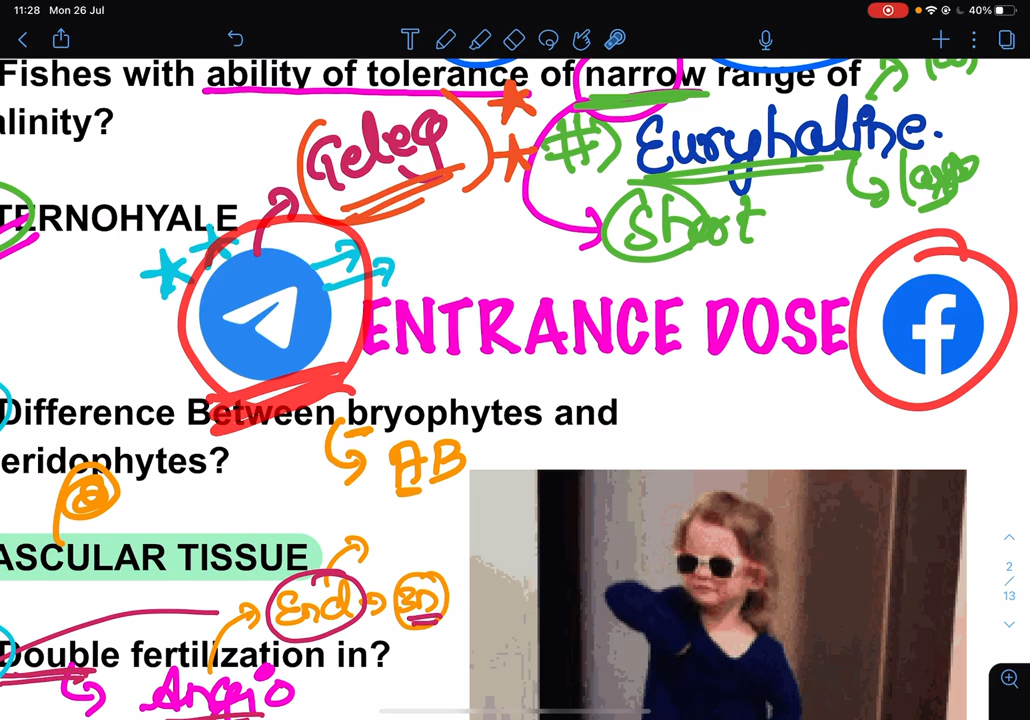 11:28 Mon 26 Jul
40%
Fishes with ability of tolerance of narrow range of
alinity?
#) Euryhaline.
Short
TERNOHYALE
ENTRANCE DOSE
Difference Between bryophytes and
eridophytes?
AB
ASCULAR TISSUE
End → 3n
Double fertilization in?
Angio
2
/
13